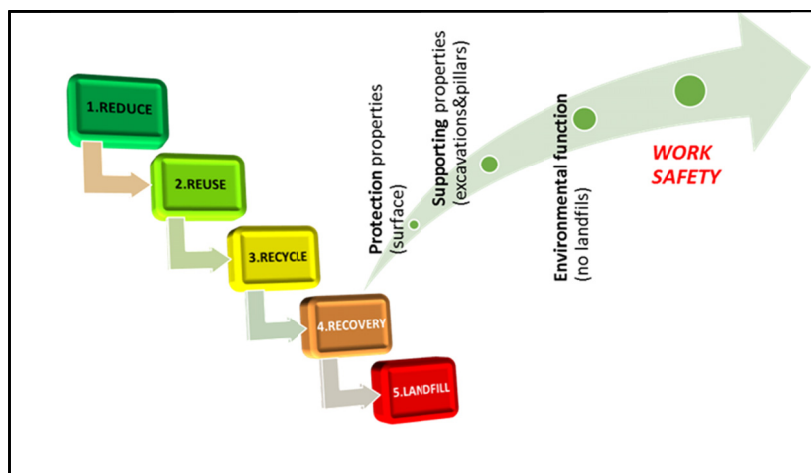 1.REDUCE
2.REUSE
3.RECYCLE
4.RECOVERY
5.LANDFILL
Protection properties
(surface)
Supporting properties
(excavations&pillars)
Environmental function
(no landfils)
WORK
SAFETY